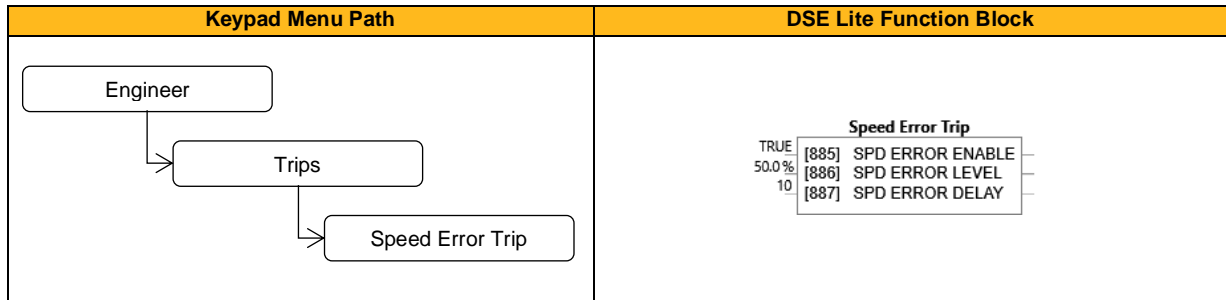 Keypad Menu Path
DSE Lite Function Block
Engineer
Trips
Speed Error Trip
Speed Error Trip
TRUE [885] SPD ERROR ENABLE
50.0% [886] SPD ERROR LEVEL
10 [887] SPD ERROR DELAY